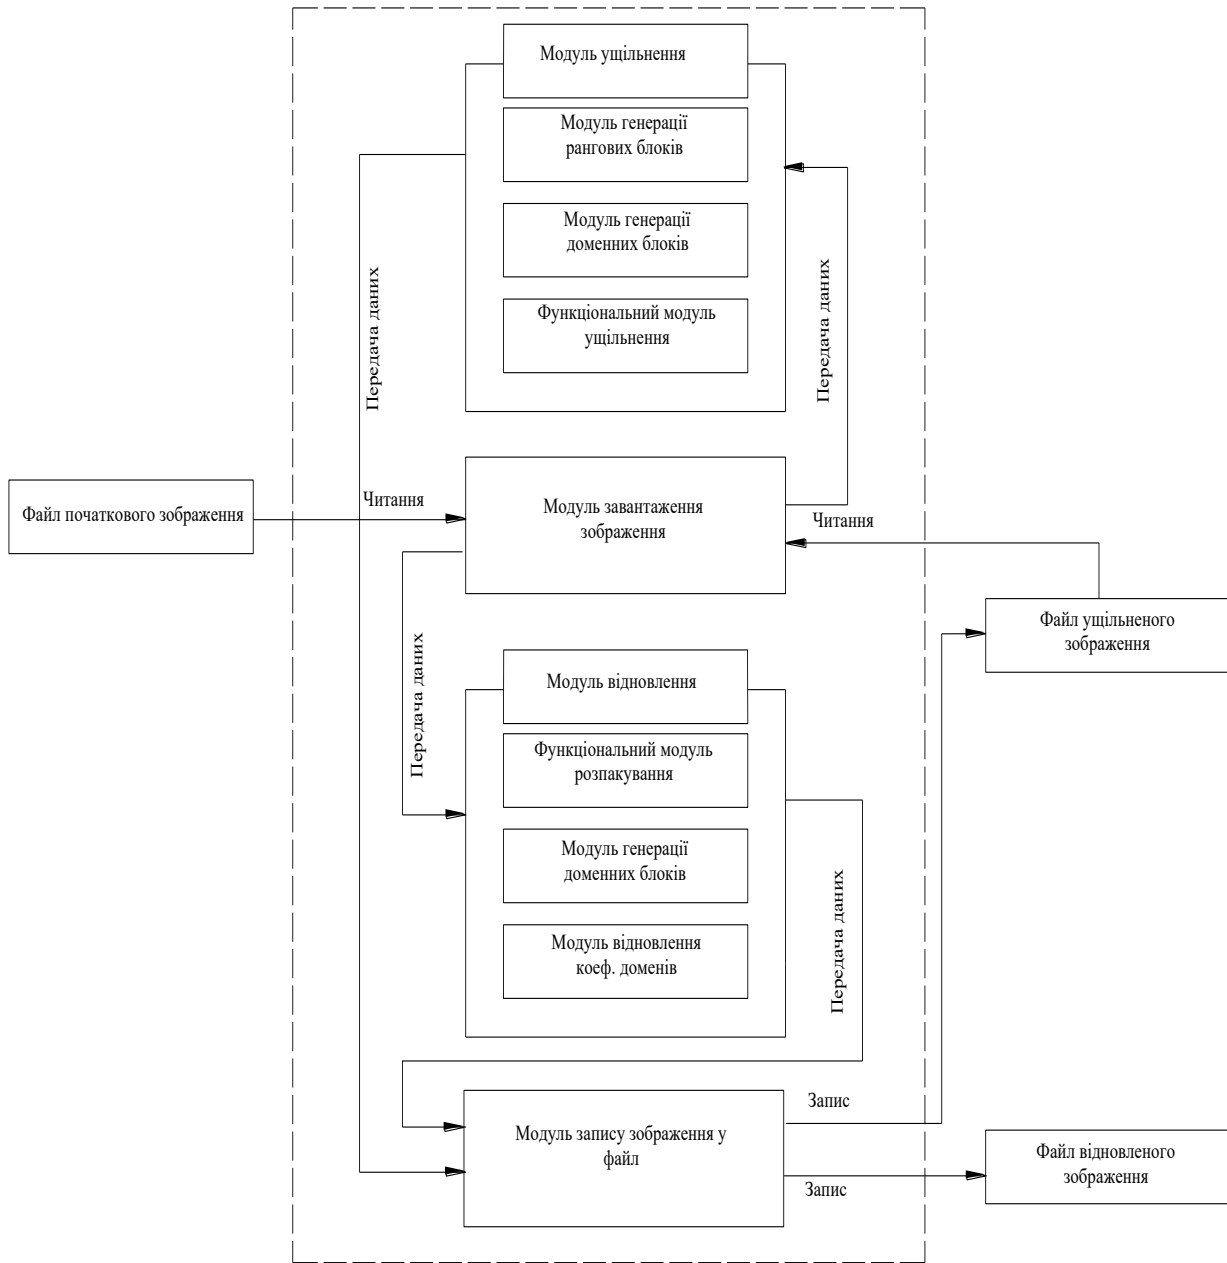 Модуль ущільнення
Модуль генерації
рангових блоків
Модуль генерації
доменних блоків
Функціональний модуль
ущільнення
Передача даних
Передача даних
Файл початкового зображення
Читання
Модуль завантаження
зображення
Читання
Файл ущільненого
зображення
Передача даних
Модуль відновлення
Функціональний модуль
розпакування
Модуль генерації
доменних блоків
Модуль відновлення
коеф. доменів
Передача даних
Модуль запису зображення у
файл
Запис
Запис
Файл відновленого
зображення